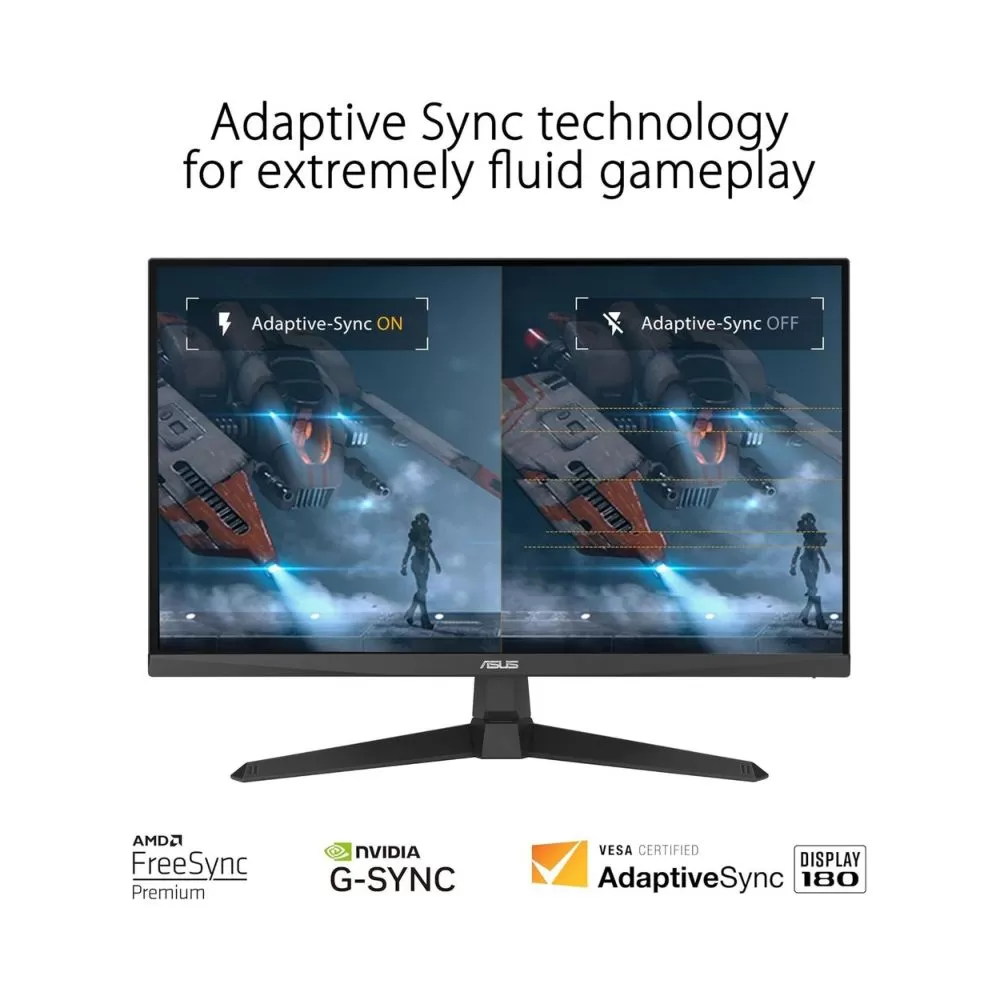 Adaptive Sync technology
for extremely fluid gameplay
Adaptive-Sync ON
Adaptive-Sync OFF
ASUS
AMD
FreeSync
Premium
NVIDIA
G-SYNC
VESA CERTIFIED
AdaptiveSync
DISPLAY
180